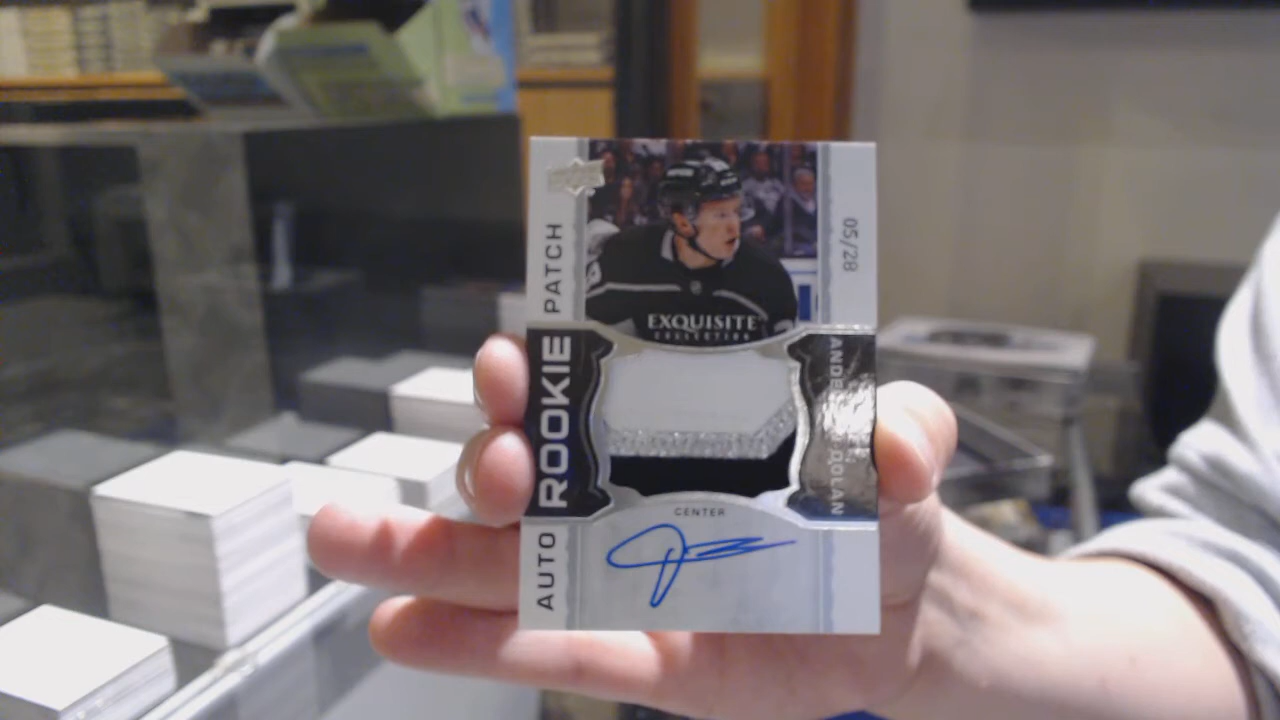 AUTO ROOKIE PATCH
05/28
EXQUISITE
COLLECTION
CENTER